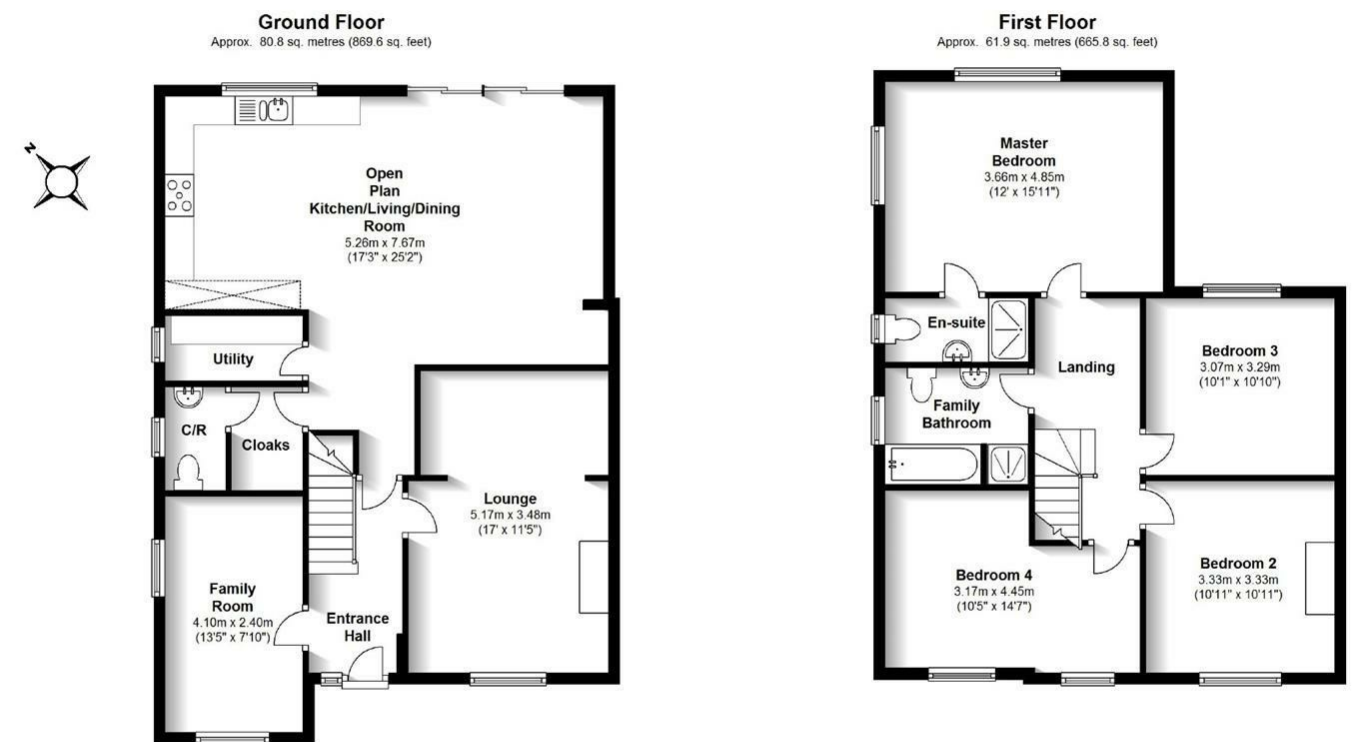 Ground Floor
Approx. 80.8 sq. metres (869.6 sq. feet)
N
Open
Plan
Kitchen/Living/Dining
Room
5.26m x 7.67m
(17'3" x 25'2")
Utility
C/R
Cloaks
Lounge
5.17m x 3.48m
(17' x 11'5")
Family
Room
4.10m x 2.40m
(13'5" x 7'10")
Entrance
Hall
First Floor
Approx. 61.9 sq. metres (665.8 sq. feet)
Master
Bedroom
3.66m x 4.85m
(12' x 15'11")
En-suite
Landing
Bedroom 3
3.07m x 3.29m
(10'1" x 10'10")
Family
Bathroom
Bedroom 4
3.17m x 4.45m
(10'5" x 14'7")
Bedroom 2
3.33m x 3.33m
(10'11" x 10'11")